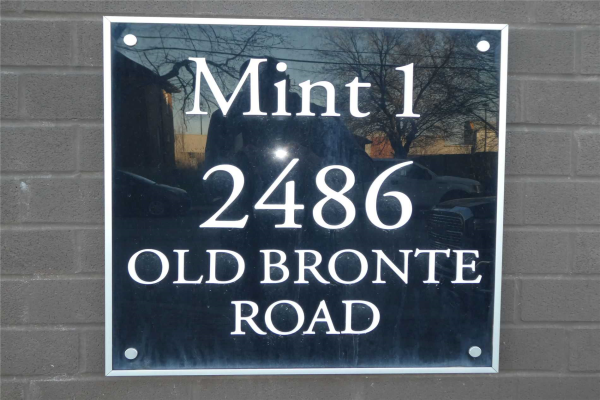 Mint 1
2486
OLD BRONTE
ROAD